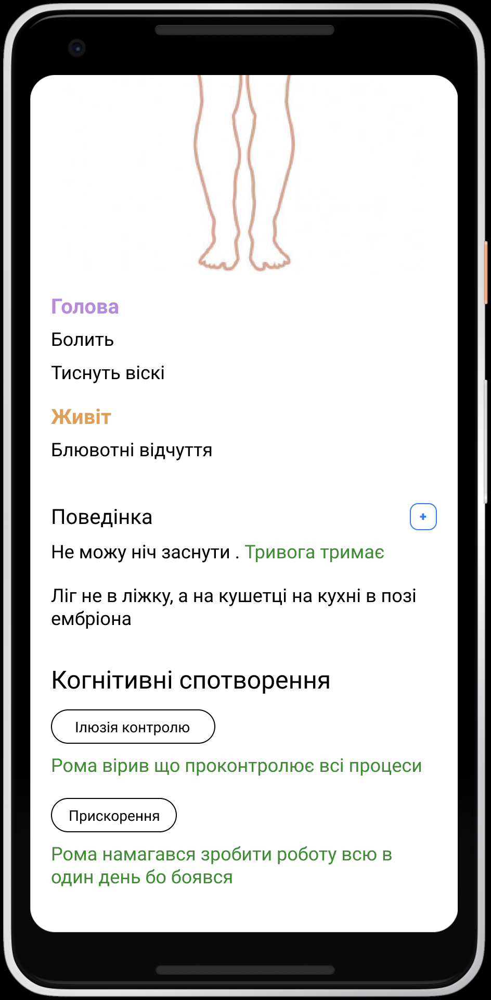 Голова
Болить
Тиснуть віскі
Живіт
Блювотні відчуття
Поведінка
+
Не можу ніч заснути . Тривога тримає
Ліг не в ліжку, а на кушетці на кухні в позі
ембріона
Когнітивні спотворення
Ілюзія контролю
Рома вірив що проконтролює всі процеси
Прискорення
Рома намагався зробити роботу всю в
один день бо боявся